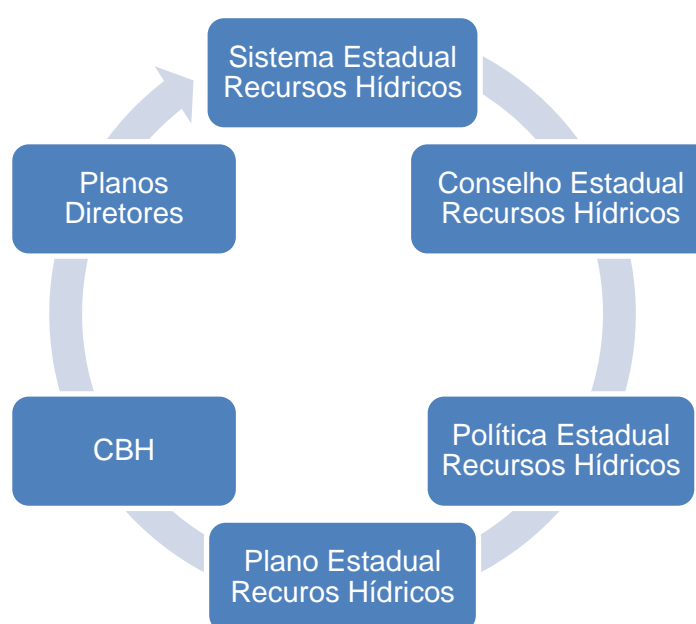 Sistema Estadual
Recursos Hídricos
Conselho Estadual
Recursos Hídricos
Política Estadual
Recursos Hídricos
Plano Estadual
Recuros Hídricos
CBH
Planos
Diretores